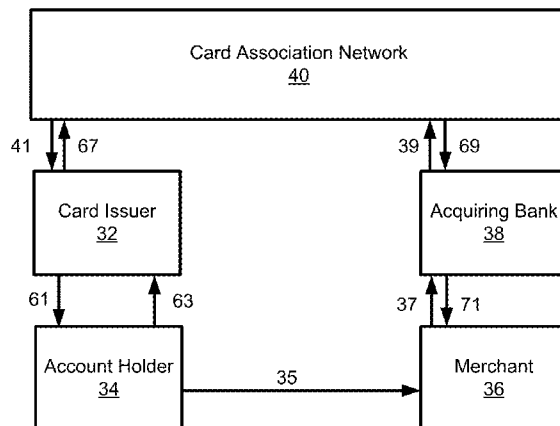 Card Association Network
40
41
67
39
69
Card Issuer
32
Acquiring Bank
38
61
63
37
71
Account Holder
34
35
Merchant
36